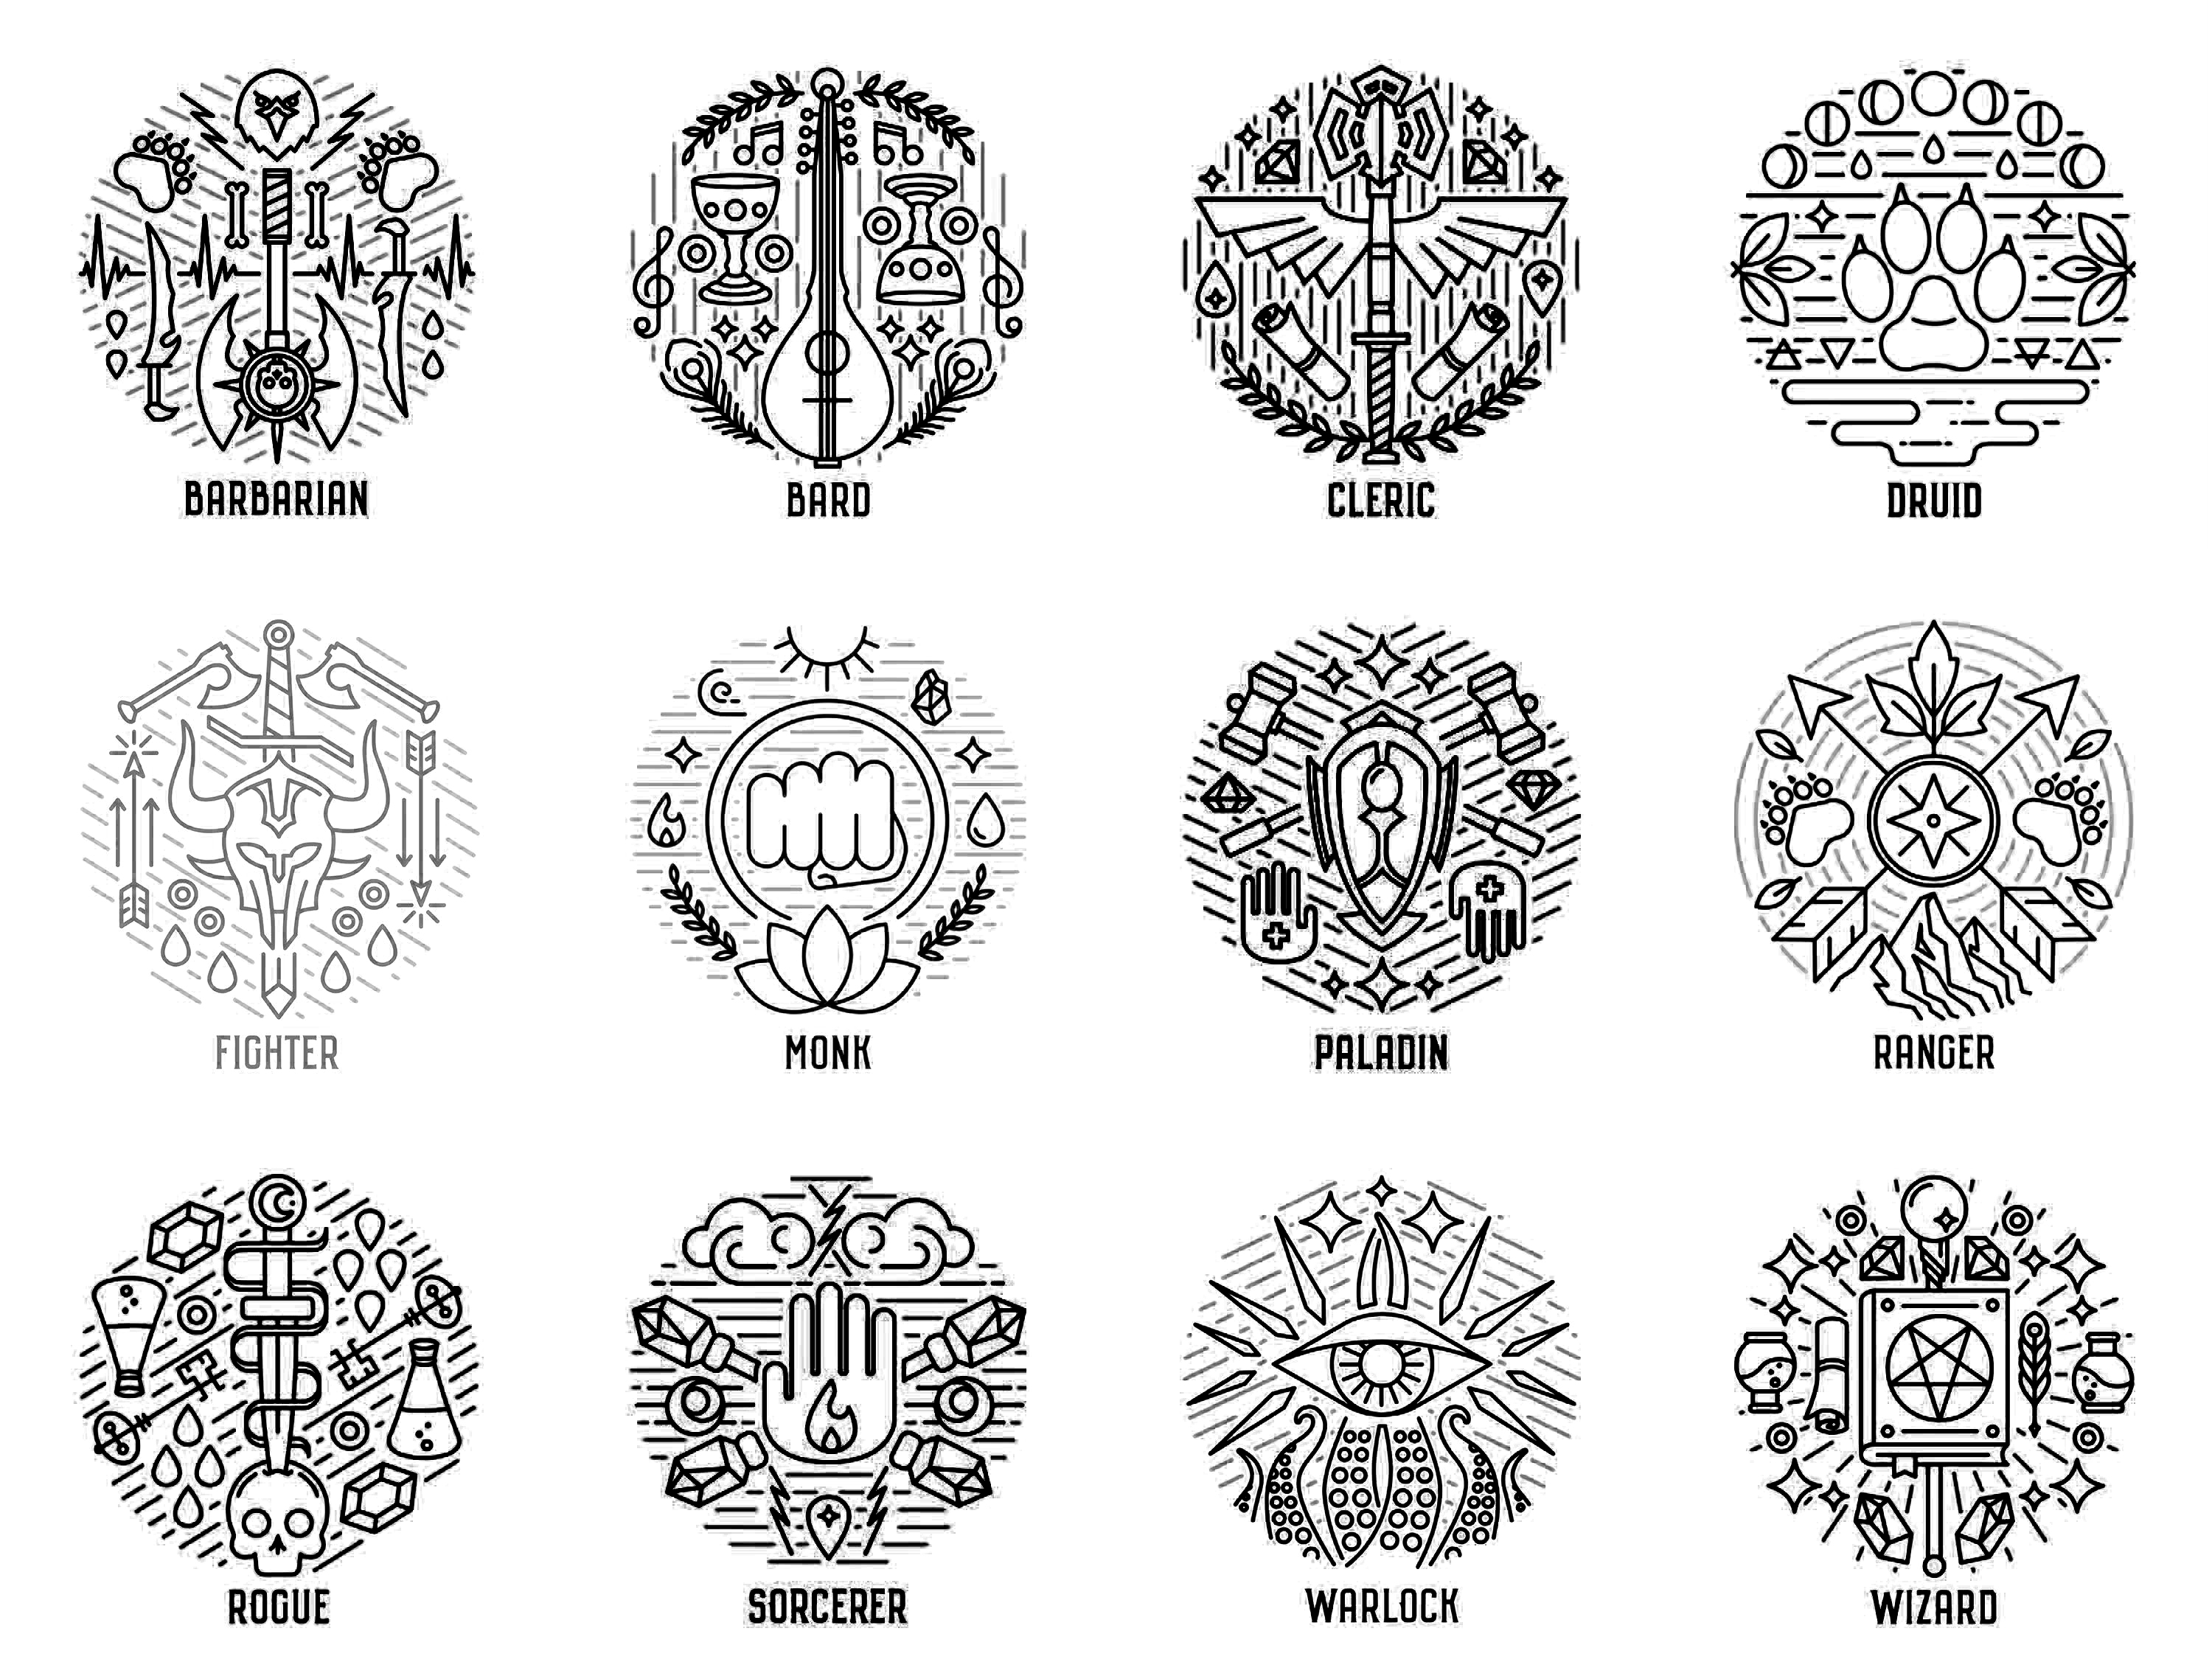 BARBARIAN
BARD
CLERIC
DRUID
FIGHTER
MONK
PALADIN
RANGER
ROGUE
SORCERER
WARLOCK
WIZARD